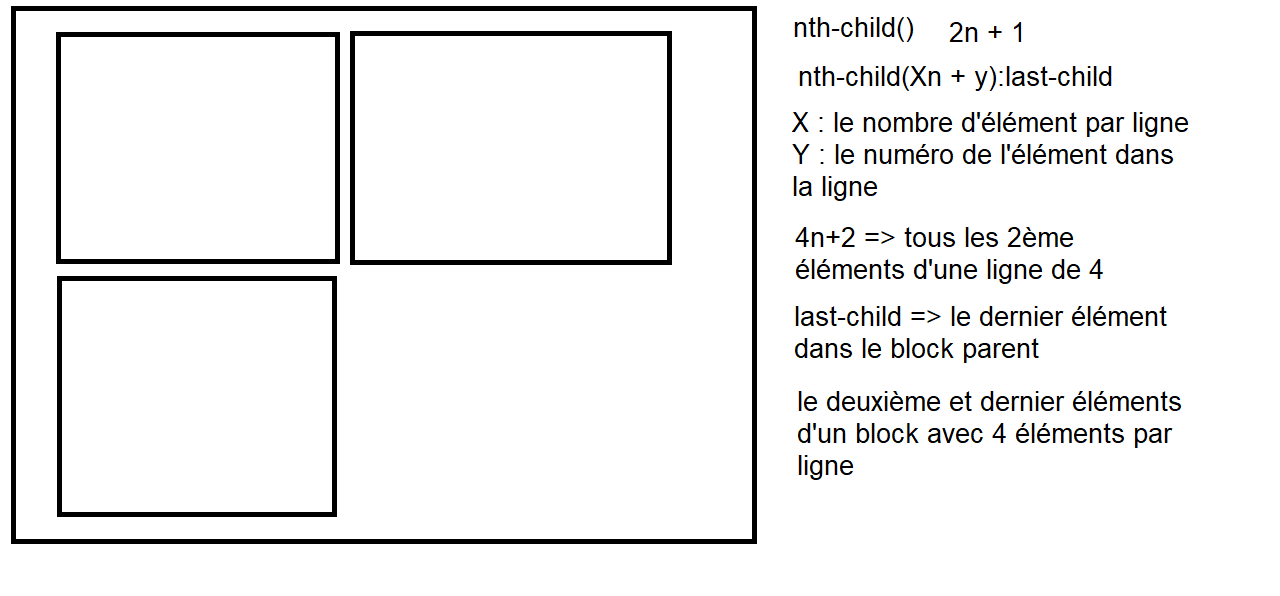 nth-child() 2n + 1
nth-child(Xn + y):last-child
X : le nombre d'élément par ligne
Y : le numéro de l'élément dans
la ligne
4n+2 => tous les 2ème
éléments d'une ligne de 4
last-child => le dernier élément
dans le block parent
le deuxième et dernier éléments
d'un block avec 4 éléments par
ligne